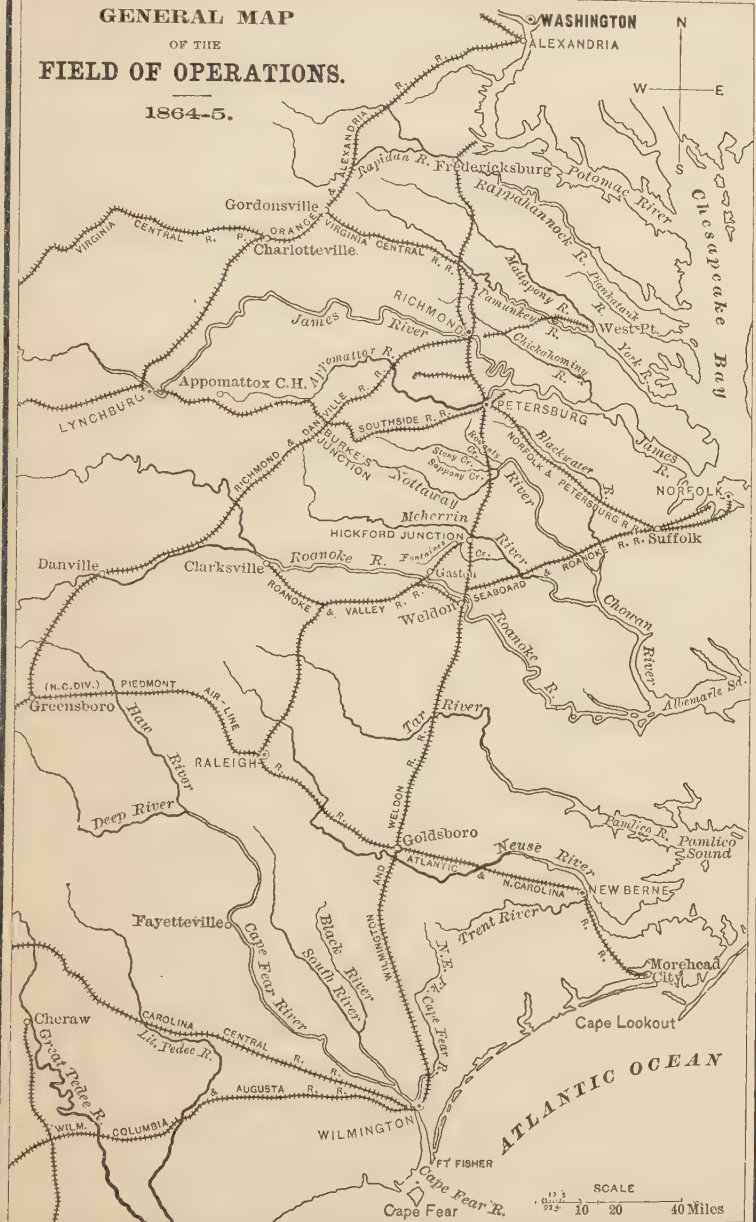 GENERAL MAP
OF THE
FIELD OF OPERATIONS.
1864-5.
WASHINGTON
ALEXANDRIA
N
W
E
S
ORANGE & ALEXANDRIA R. R.
Rapidan R.
Fredericksburg
Potomac River
Rappahannock R.
Chesapeake Bay
Gordonsville
VIRGINIA CENTRAL R. R.
Charlotteville.
VIRGINIA CENTRAL R. R.
Mattapony R.
Piankatank R.
Pamunkey R.
West-Pt.
York R.
RICHMOND
James River
Chickahominy R.
Appomattox C.H.
Appomattox R.
LYNCHBURG
RICHMOND & DANVILLE R. R.
SOUTHSIDE R. R.
PETERSBURG
BURKE'S JUNCTION
James R.
Rowanty Cr.
Stony Cr.
Sappony Cr.
Blackwater R.
NORFOLK & PETERSBURG R R
NORFOLK
Suffolk
Nottaway River
Meherrin River
HICKFORD JUNCTION
Fontaines Cr.
Danville
Clarksville
Roanoke R.
Gaston
SEABOARD & ROANOKE R. R.
ROANOKE & VALLEY R. R.
Weldon
Roanoke R.
Chowan River
Albemarle Sd.
(N.C.DIV.) PIEDMONT AIR-LINE R.
Greensboro
Haw River
Tar River
RALEIGH
R.
Deep River
WILMINGTON AND WELDON R. R.
Pamlico R.
Pamlico Sound
Goldsboro
ATLANTIC & N.CAROLINA R. R.
Neuse River
NEW BERNE
Trent River
Fayetteville
Cape Fear River
Black River
South River
N.E. Fk. Cape Fear R.
Morehead City
Cape Lookout
Cheraw
Great Pedee R.
CAROLINA CENTRAL R. R.
Lit. Pedee R.
WILM. COLUMBIA & AUGUSTA R. R.
WILMINGTON
ATLANTIC OCEAN
FT FISHER
Cape Fear R.
Cape Fear
SCALE
10 20 40 Miles